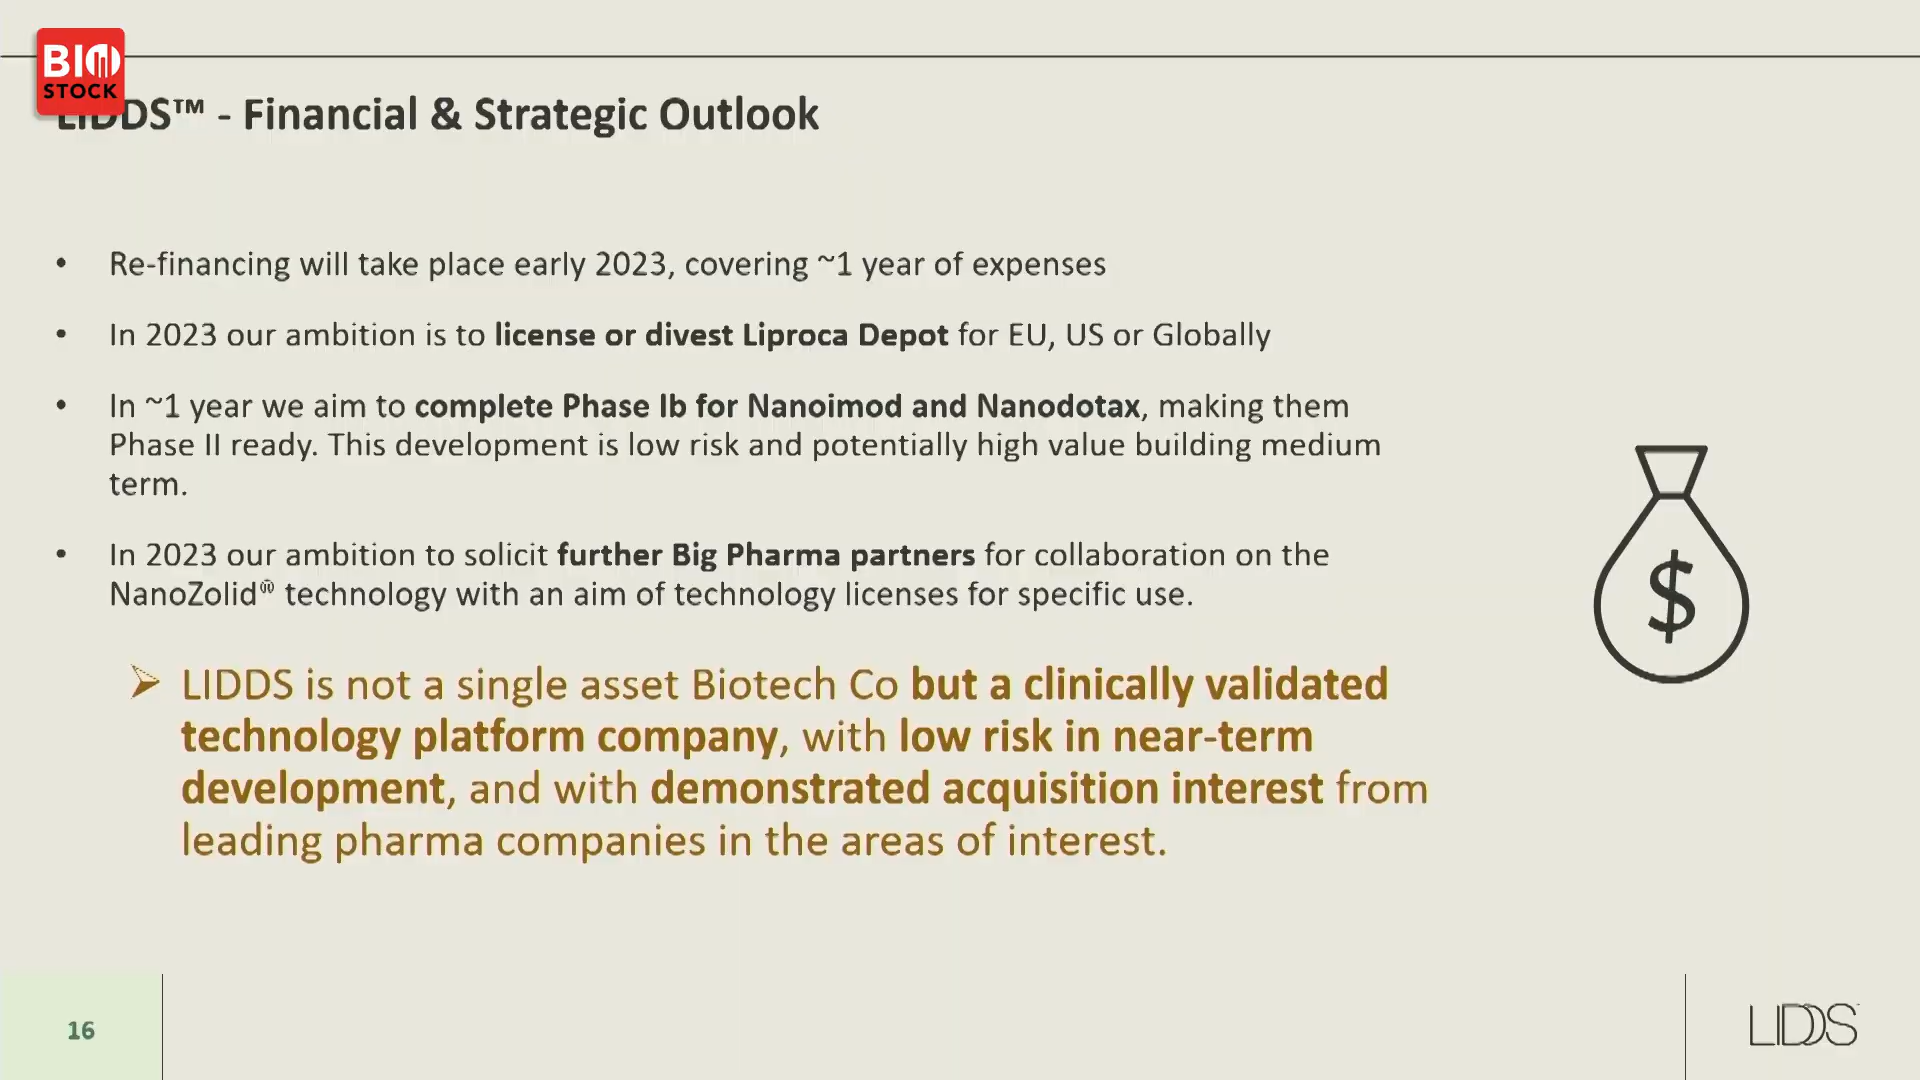 BIO
STOCK
LIDDS™ - Financial & Strategic Outlook
• Re-financing will take place early 2023, covering ~1 year of expenses
• In 2023 our ambition is to license or divest Liproca Depot for EU, US or Globally
• In ~1 year we aim to complete Phase Ib for Nanoimod and Nanodotax, making them
Phase II ready. This development is low risk and potentially high value building medium
term.
• In 2023 our ambition to solicit further Big Pharma partners for collaboration on the
NanoZolid® technology with an aim of technology licenses for specific use.
$
➢ LIDDS is not a single asset Biotech Co but a clinically validated
technology platform company, with low risk in near-term
development, and with demonstrated acquisition interest from
leading pharma companies in the areas of interest.
16
LIDDS